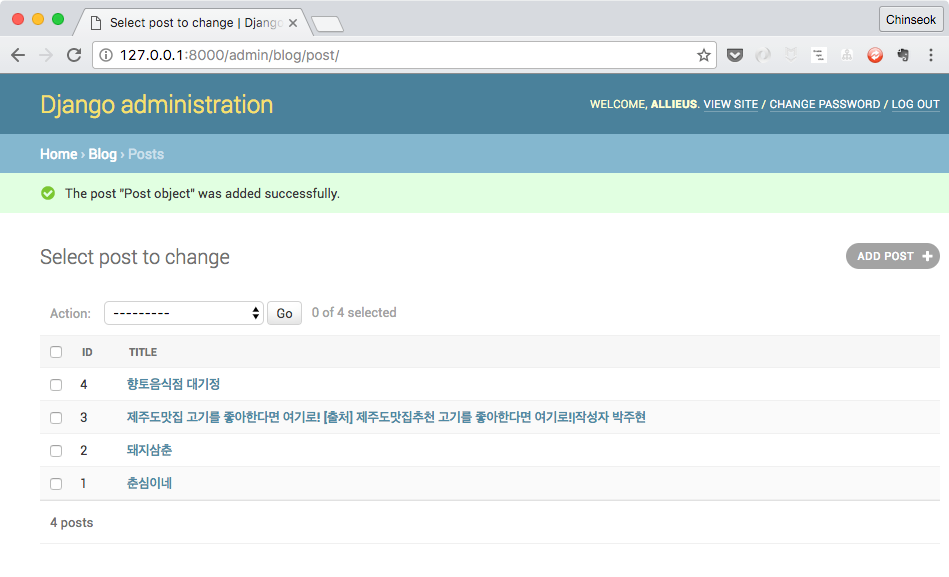 Select post to change | Djang
Chinseok
127.0.0.1:8000/admin/blog/post/
Django administration
WELCOME, ALLIEUS. VIEW SITE / CHANGE PASSWORD / LOG OUT
Home › Blog › Posts
The post "Post object" was added successfully.
Select post to change
ADD POST +
Action: --------- Go 0 of 4 selected
ID TITLE
4 향토음식점 대기정
3 제주도맛집 고기를 좋아한다면 여기로! [출처] 제주도맛집추천 고기를 좋아한다면 여기로!|작성자 박주현
2 돼지삼춘
1 춘심이네
4 posts